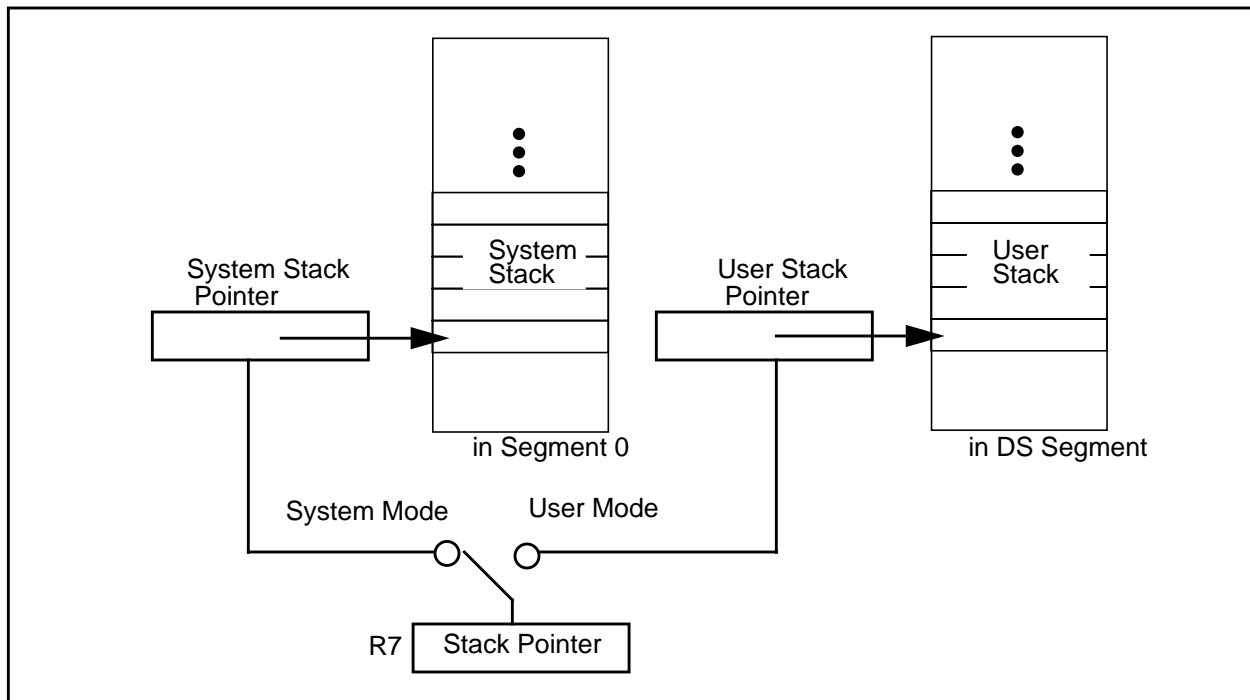 System
Stack
User
Stack
System Stack
Pointer
User Stack
Pointer
in Segment 0
in DS Segment
System Mode
User Mode
R7
Stack Pointer